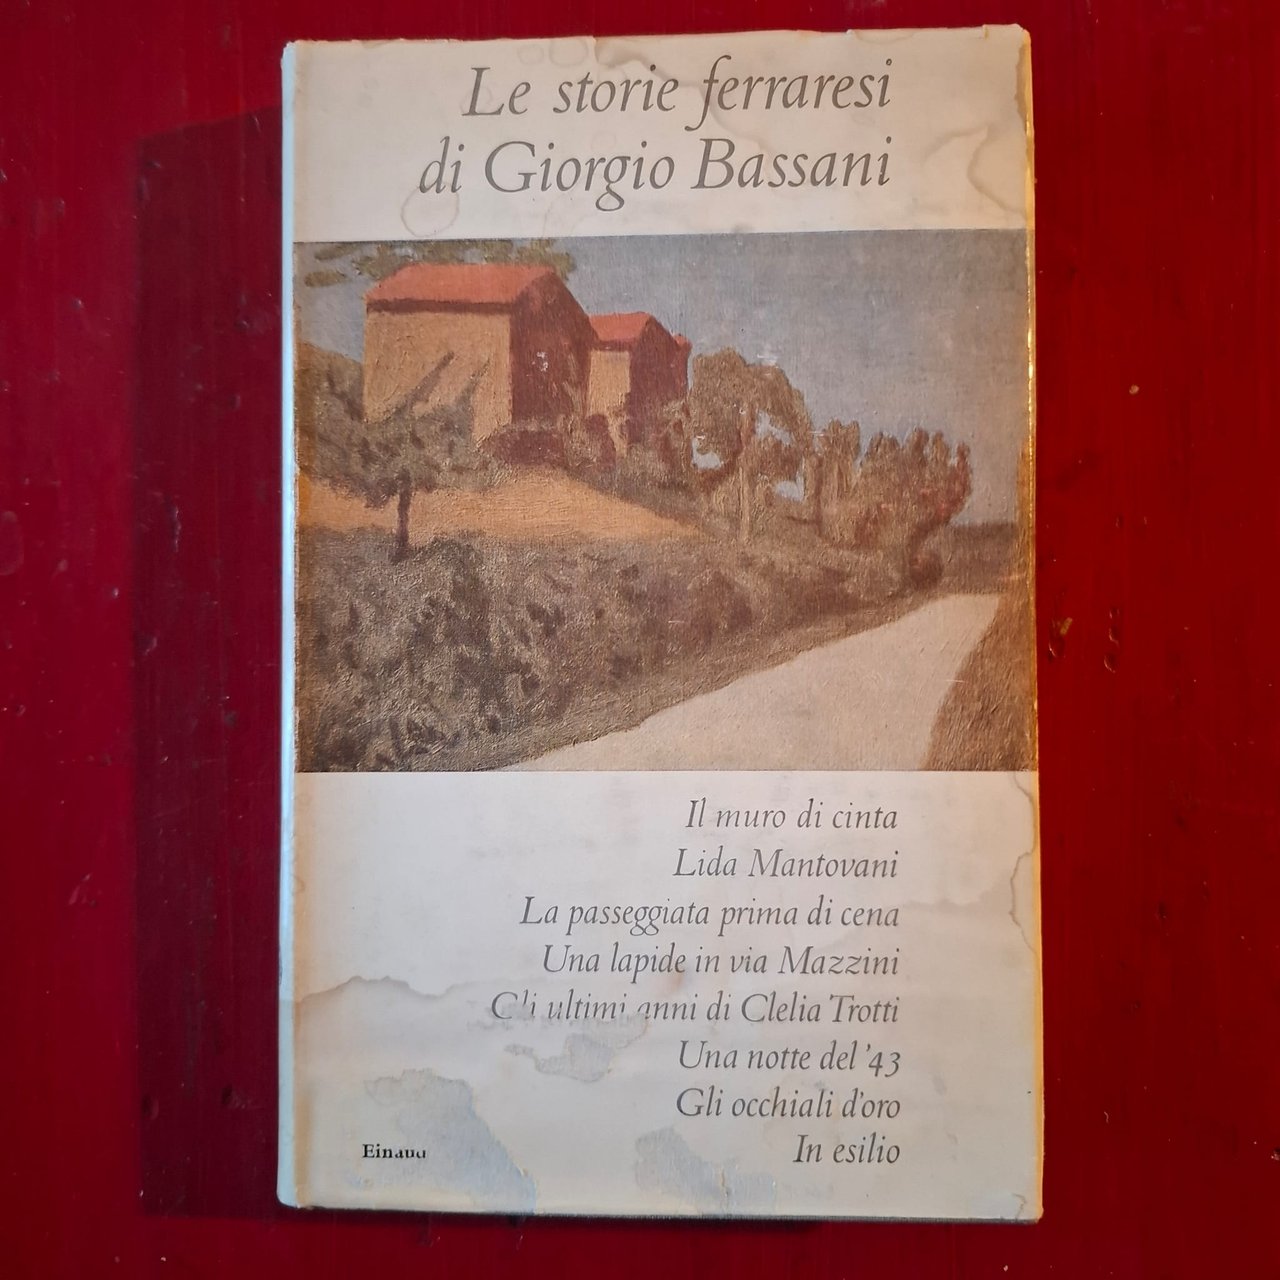 Le storie ferraresi
di Giorgio Bassani
Il muro di cinta
Lida Mantovani
La passeggiata prima di cena
Una lapide in via Mazzini
Gli ultimi anni di Clelia Trotti
Una notte del '43
Gli occhiali d'oro
In esilio
Einaudi